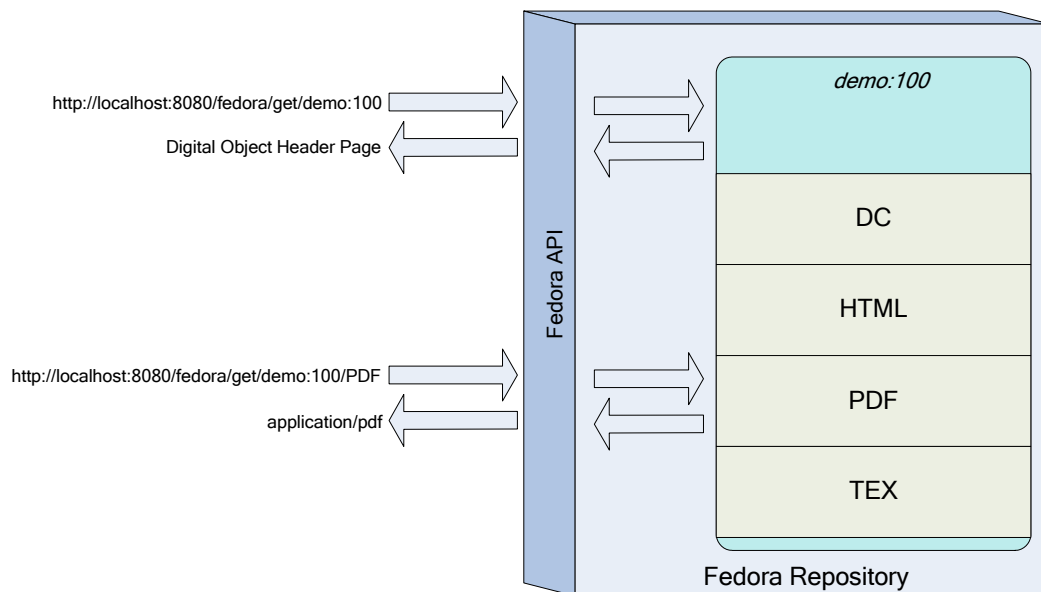 http://localhost:8080/fedora/get/demo:100
Digital Object Header Page
http://localhost:8080/fedora/get/demo:100/PDF
application/pdf
Fedora API
demo:100
DC
HTML
PDF
TEX
Fedora Repository